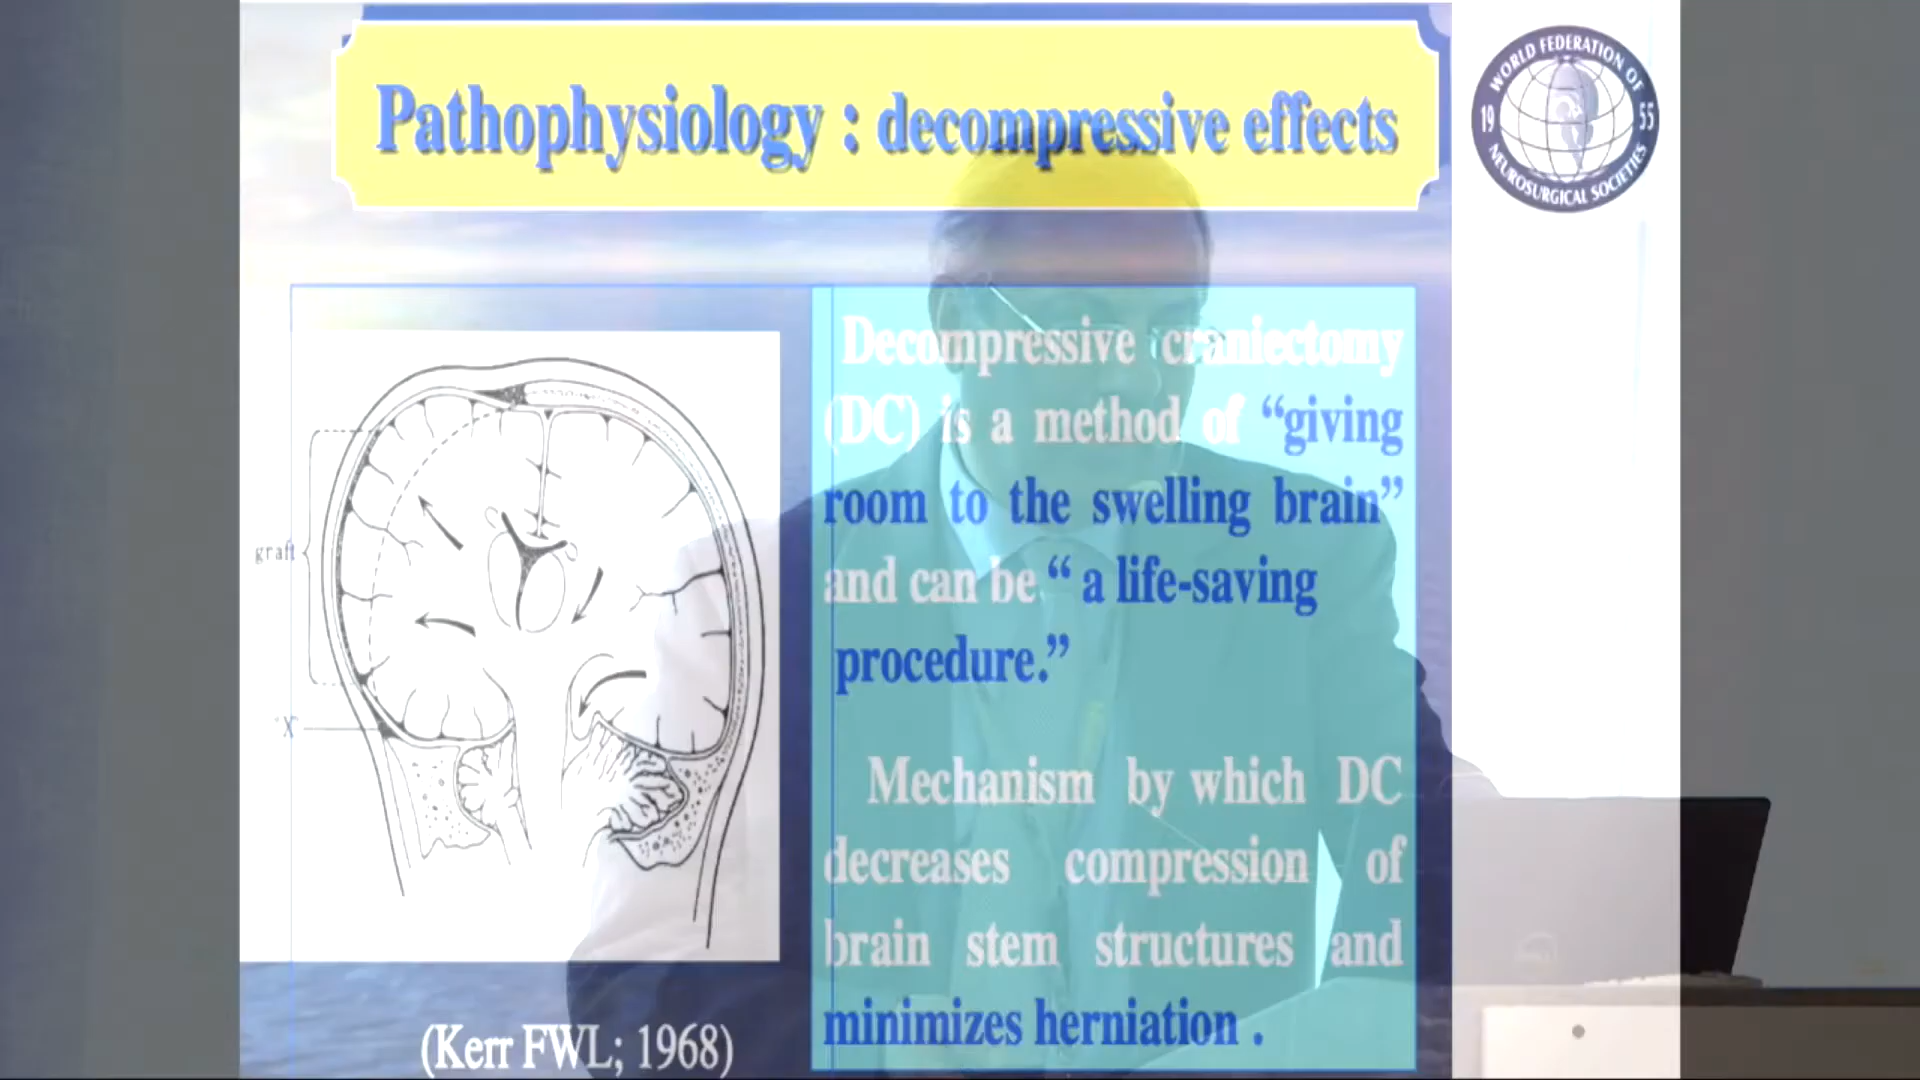 Pathophysiology : decompressive effects
WORLD FEDERATION OF
19 55
NEUROSURGICAL SOCIETIES
Decompressive craniectomy
(DC) is a method of “giving
room to the swelling brain”
and can be “ a life-saving
procedure.”
Mechanism by which DC
decreases compression of
brain stem structures and
minimizes herniation .
graft
'X'
(Kerr FWL; 1968)